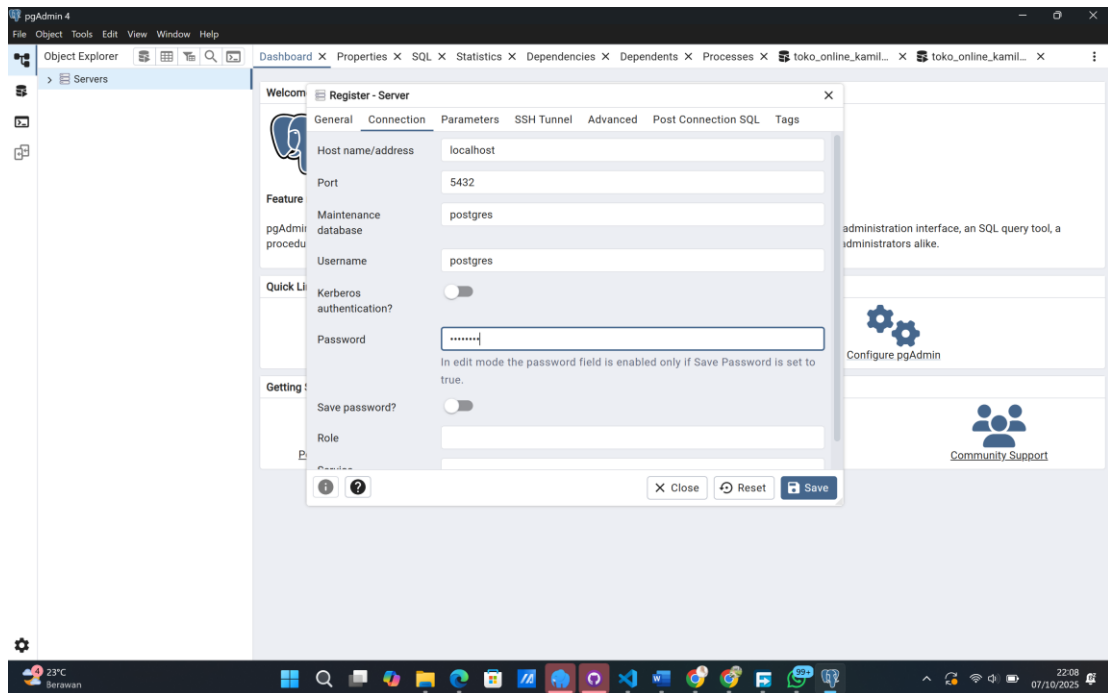 pgAdmin 4
File Object Tools Edit View Window Help
Object Explorer
Dashboard X Properties X SQL X Statistics X Dependencies X Dependents X Processes X toko_online_kamil... X toko_online_kamil... X
Servers
Welcom
Register - Server
General Connection Parameters SSH Tunnel Advanced Post Connection SQL Tags
Host name/address localhost
Port 5432
Feature
Maintenance database postgres
pgAdmi
procedu
administration interface, an SQL query tool, a
administrators alike.
Username postgres
Quick Li
Kerberos authentication?
Password ••••••••
In edit mode the password field is enabled only if Save Password is set to
true.
Configure pgAdmin
Getting
Save password?
Role
Community Support
Close Reset Save
4
23°C
Berawan
99+
22:08
07/10/2025